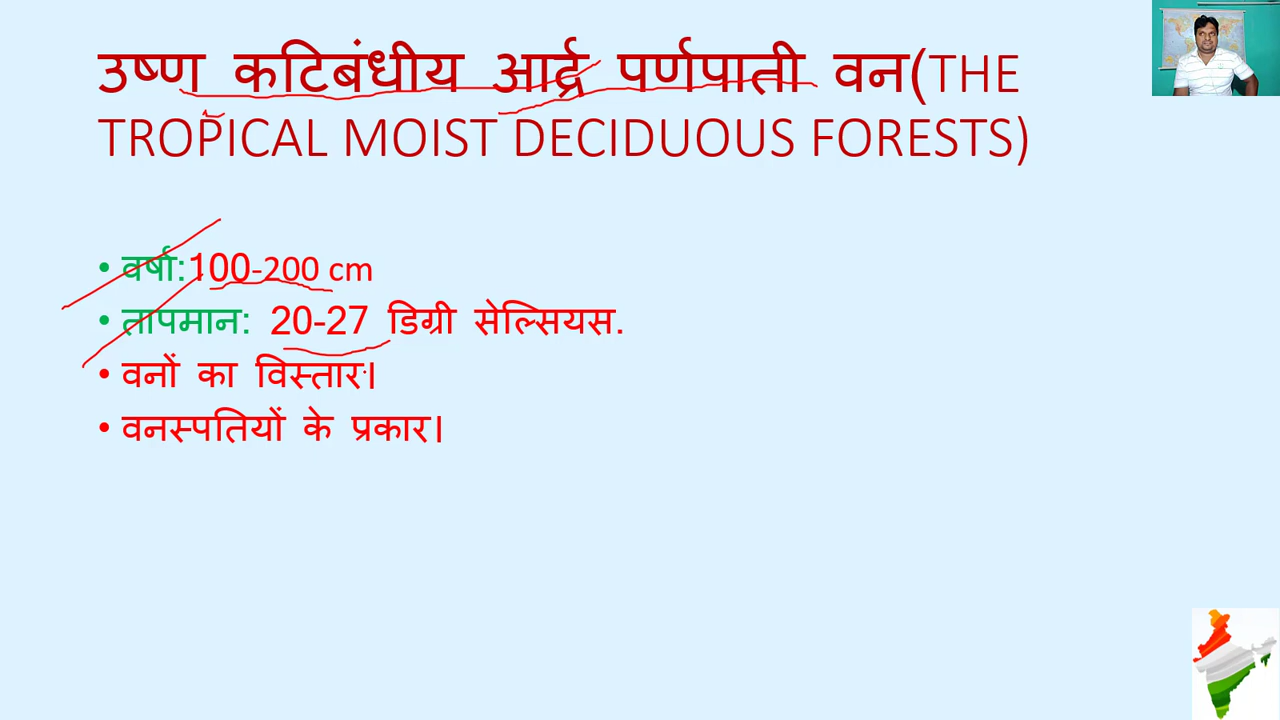 उष्ण कटिबंधीय आर्द्र पर्णपाती वन(THE
TROPICAL MOIST DECIDUOUS FORESTS)
• वर्षा:100-200 cm
• तापमान: 20-27 डिग्री सेल्सियस.
• वनों का विस्तार।
• वनस्पतियों के प्रकार।